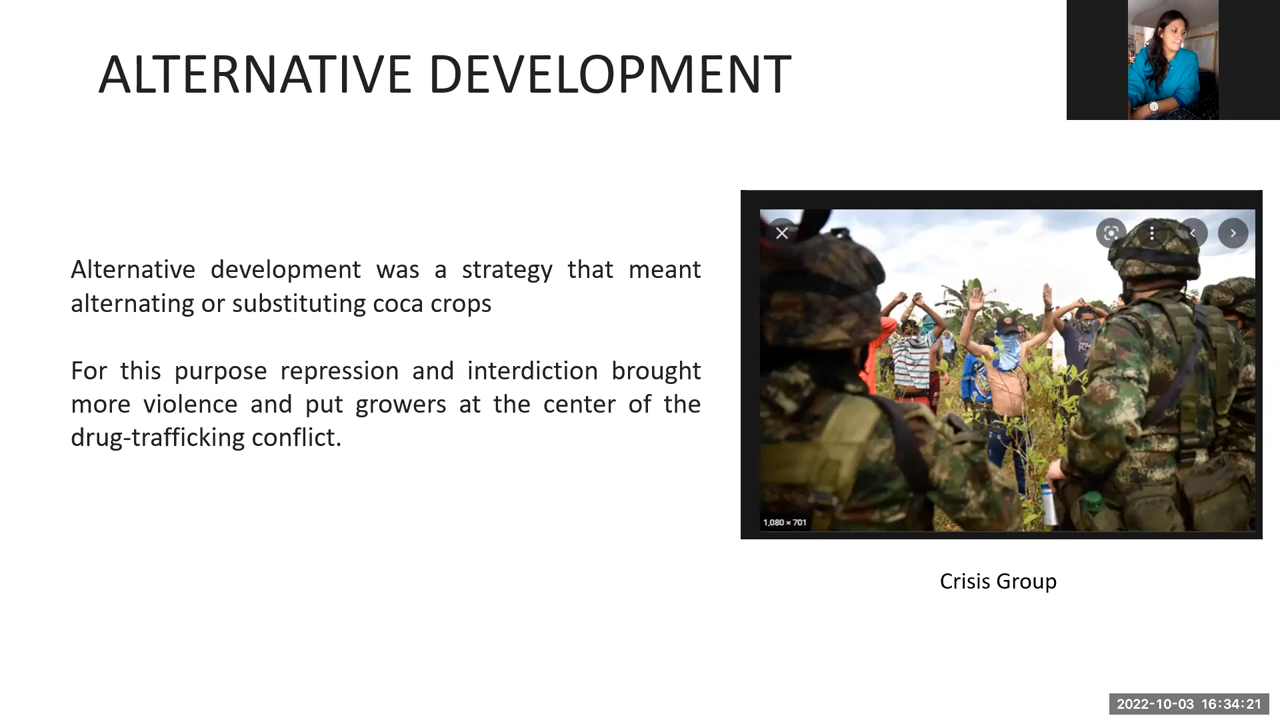 ALTERNATIVE DEVELOPMENT
Alternative development was a strategy that meant
alternating or substituting coca crops
For this purpose repression and interdiction brought
more violence and put growers at the center of the
drug-trafficking conflict.
1,080 × 701
Crisis Group
2022-10-03 16:34:21